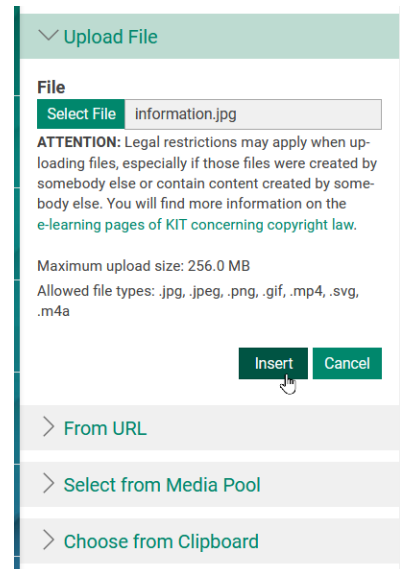 Upload File
File
Select File information.jpg
ATTENTION: Legal restrictions may apply when up-
loading files, especially if those files were created by
somebody else or contain content created by some-
body else. You will find more information on the
e-learning pages of KIT concerning copyright law.
Maximum upload size: 256.0 MB
Allowed file types: .jpg, .jpeg, .png, .gif, .mp4, .svg,
.m4a
Insert Cancel
From URL
Select from Media Pool
Choose from Clipboard